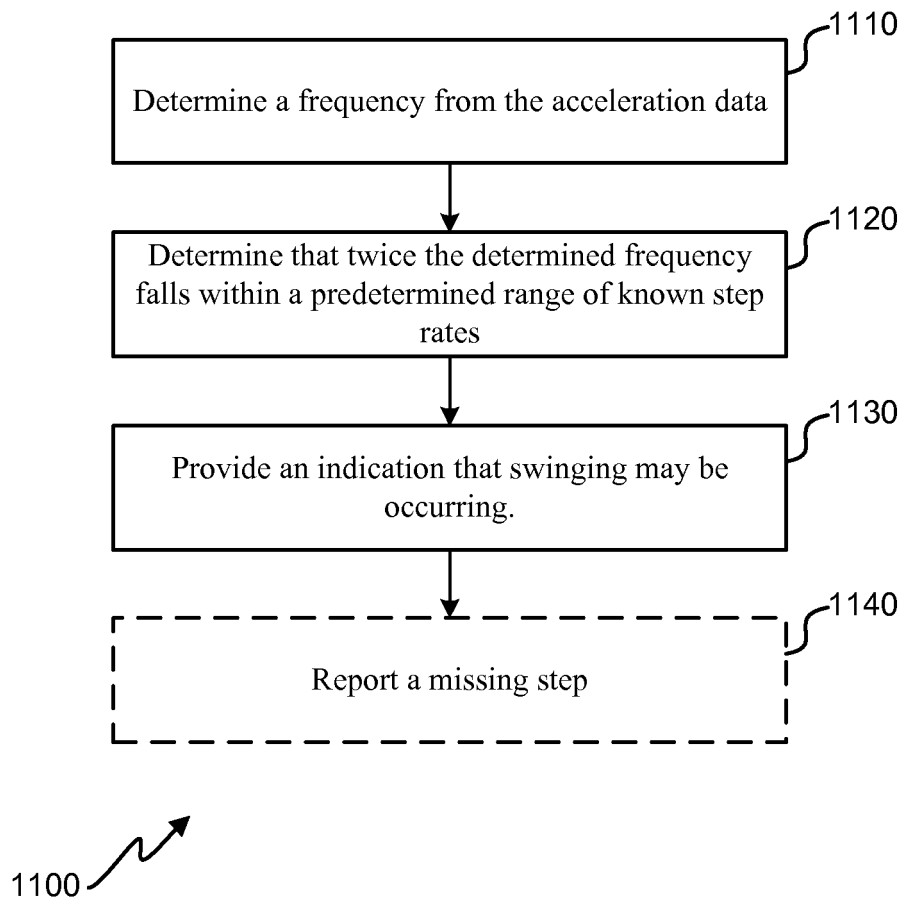 1110
Determine a frequency from the acceleration data
1120
Determine that twice the determined frequency
falls within a predetermined range of known step
rates
1130
Provide an indication that swinging may be
occurring.
1140
Report a missing step
1100